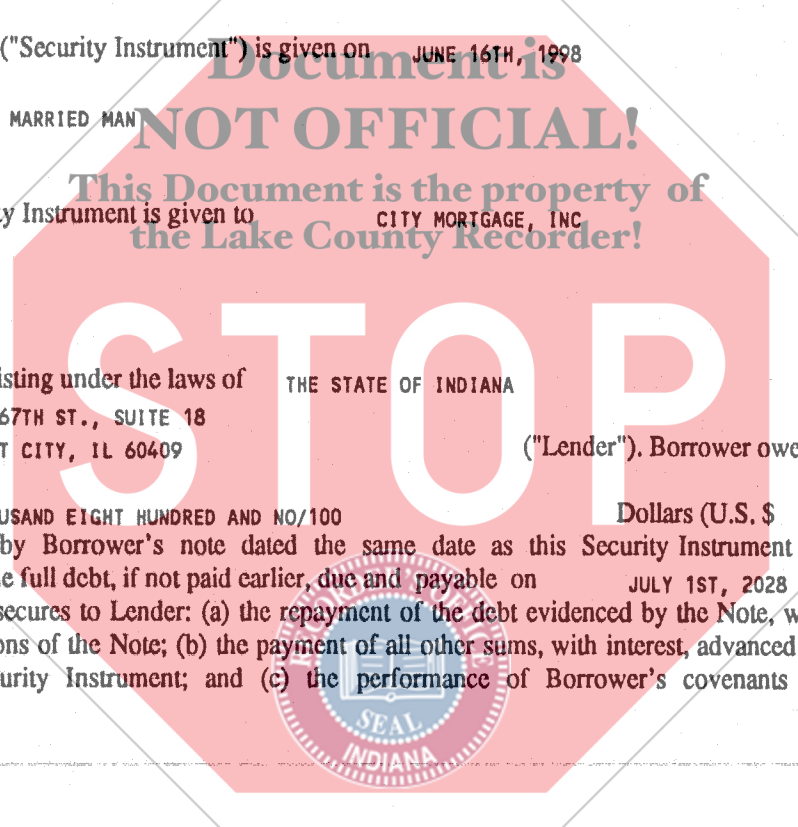 ("Security Instrument") is given on JUNE 16TH, 1998
Document is
MARRIED MAN
NOT OFFICIAL!
This Document is the property of
y Instrument is given to CITY MORTGAGE, INC
the Lake County Recorder!
STOP
isting under the laws of THE STATE OF INDIANA
67TH ST., SUITE 18
T CITY, IL 60409 ("Lender"). Borrower owe
USAND EIGHT HUNDRED AND NO/100 Dollars (U.S. $
by Borrower's note dated the same date as this Security Instrument
e full debt, if not paid earlier, due and payable on JULY 1ST, 2028
secures to Lender: (a) the repayment of the debt evidenced by the Note, w
ons of the Note; (b) the payment of all other sums, with interest, advanced
urity Instrument; and (c) the performance of Borrower's covenants
RECORDER'S OFFICE
SEAL
INDIANA